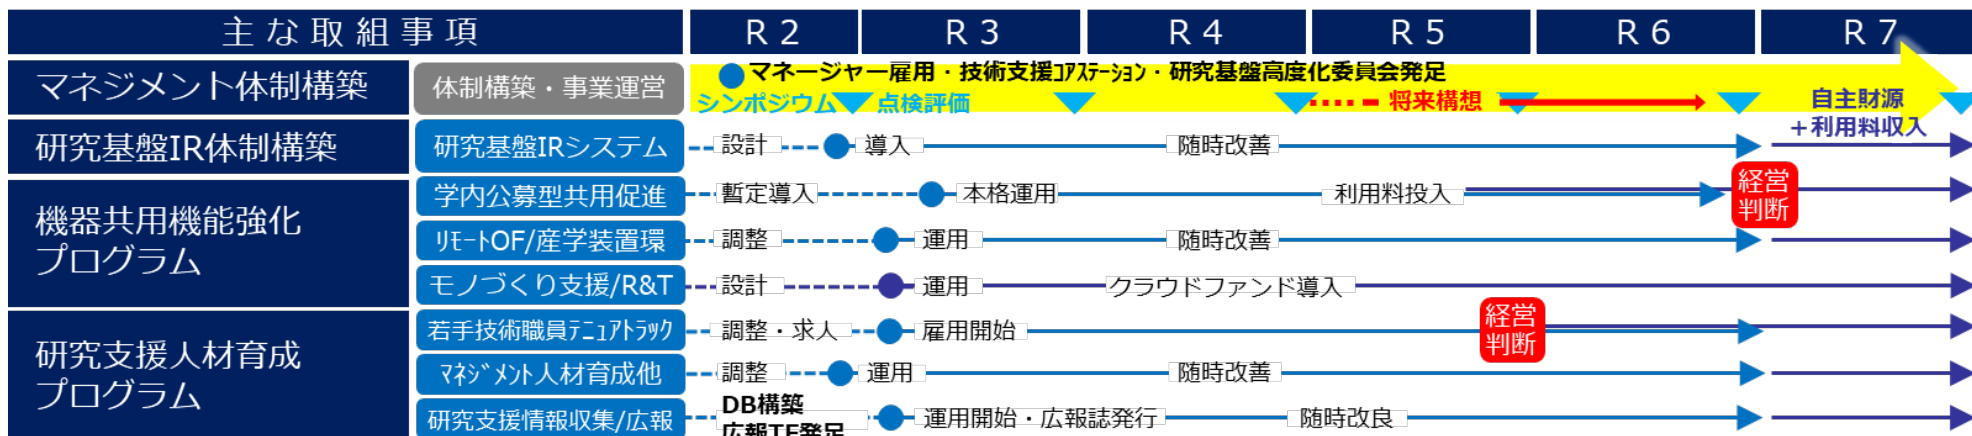 主な取組事項 R2 R3 R4 R5 R6 R7
マネジメント体制構築 体制構築・事業運営 マネージャー雇用・技術支援コアステーション・研究基盤高度化委員会発足
シンポジウム 点検評価 将来構想 自主財源
＋利用料収入
研究基盤IR体制構築 研究基盤IRシステム 設計 導入 随時改善
機器共用機能強化
プログラム
学内公募型共用促進 暫定導入 本格運用 利用料投入 経営
判断
ﾘﾓｰﾄOF/産学装置環 調整 運用 随時改善
モノづくり支援/R&T 設計 運用 クラウドファンド導入
研究支援人材育成
プログラム
若手技術職員ﾃﾆｭｱﾄﾗｯｸ 調整・求人 雇用開始 経営
判断
ﾏﾈｼﾞﾒﾝﾄ人材育成他 調整 運用 随時改善
研究支援情報収集/広報 DB構築
広報TF発足 運用開始・広報誌発行 随時改良